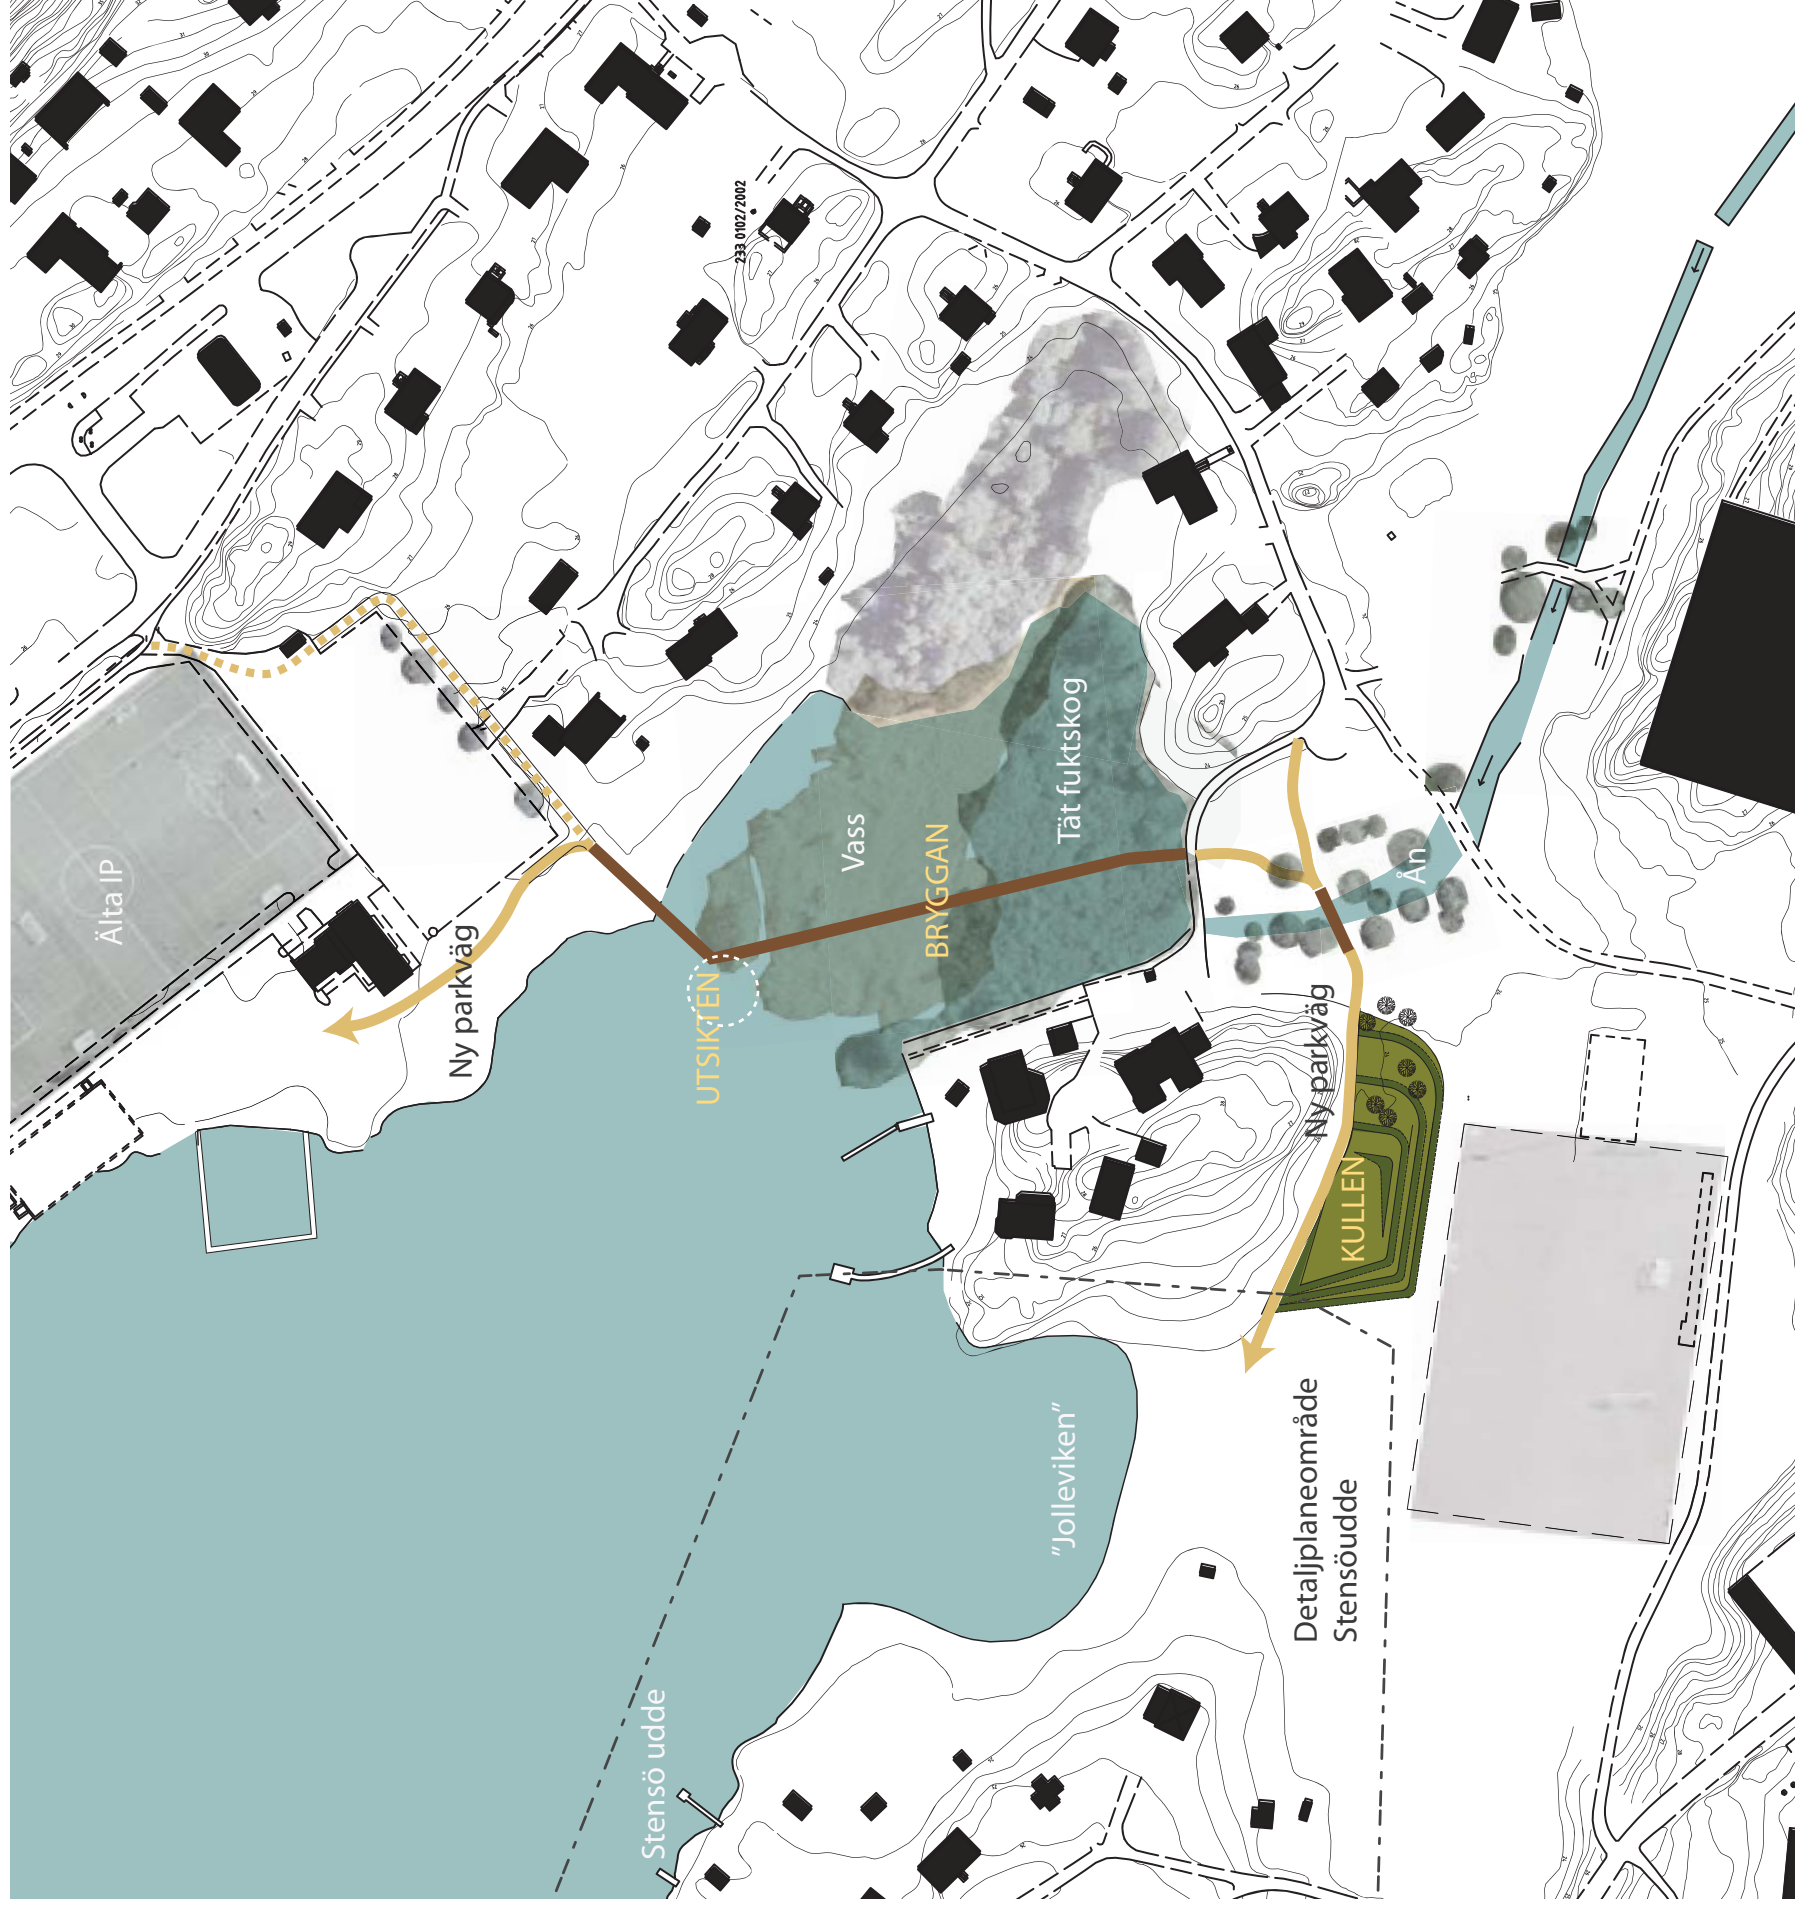 Älta IP
Ny parkväg
UTSIKTEN
233 0102/2002
Vass
BRYGGAN
Tät fuktskog
Ån
Ny parkväg
KULLEN
"Jolleviken"
Detaljplaneområde
Stensöudde
Stensö udde